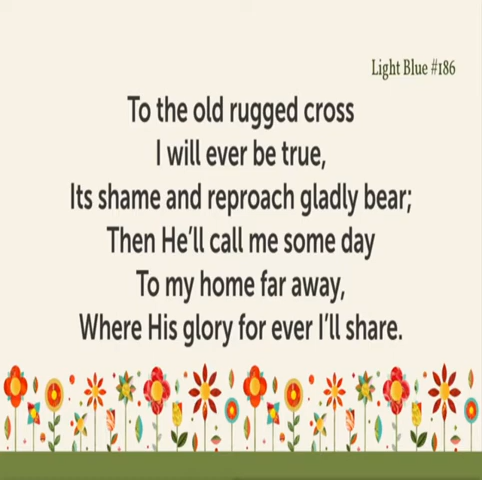 Light Blue #186
To the old rugged cross
I will ever be true,
Its shame and reproach gladly bear;
Then He'll call me some day
To my home far away,
Where His glory for ever I'll share.